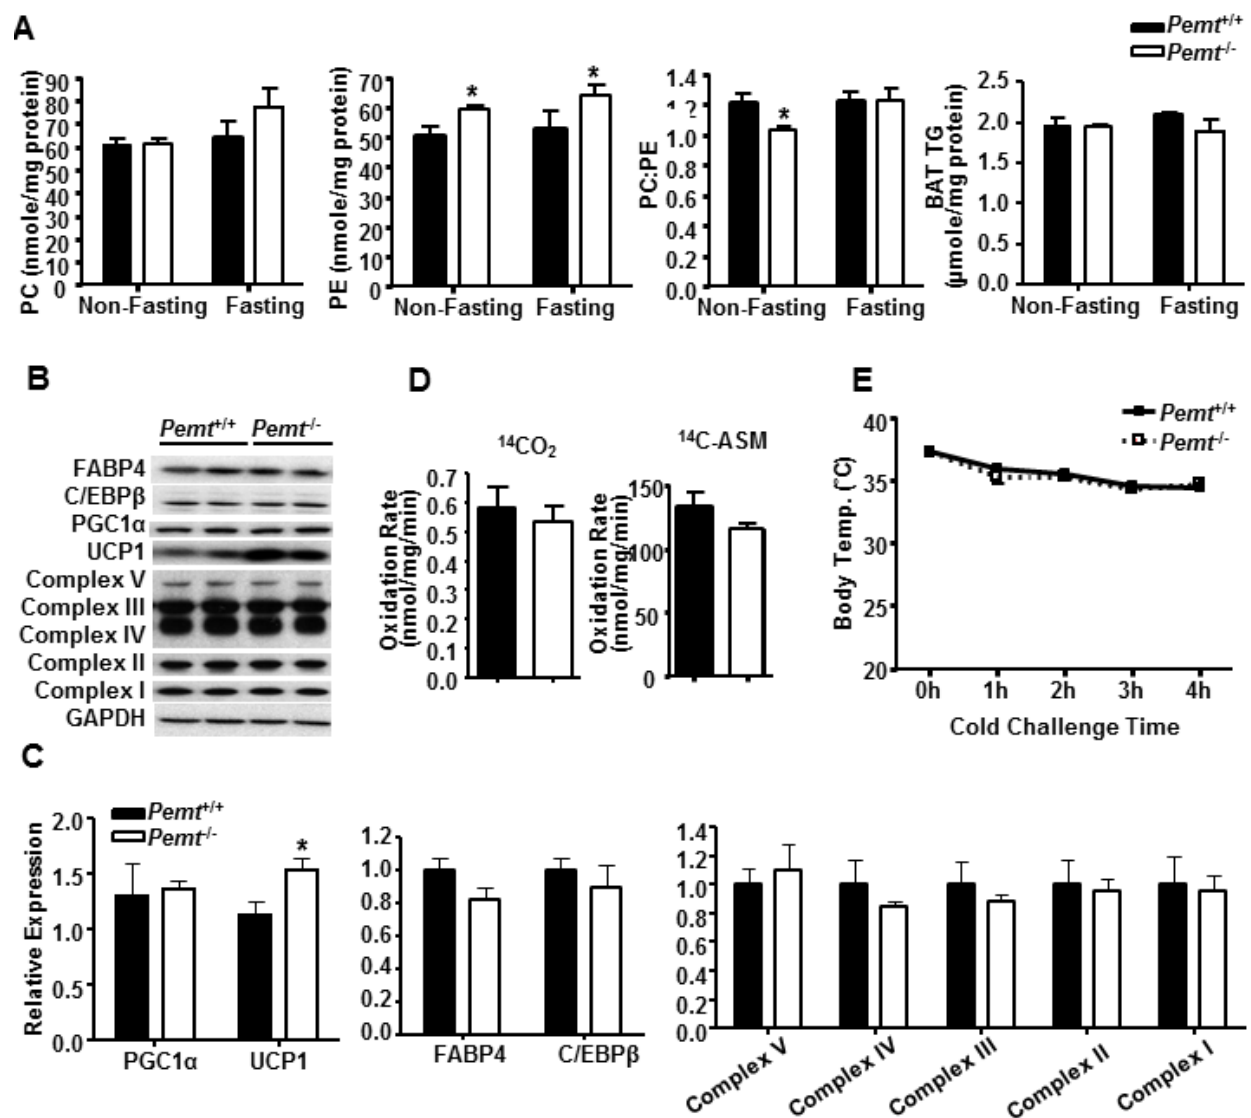 A
Pemt+/+
Pemt-/-
PC (nmole/mg protein)
90
80
70
60
50
40
30
20
10
0
Non-Fasting
Fasting
PE (nmole/mg protein)
70
60
50
40
30
20
10
0
*
*
Non-Fasting
Fasting
PC:PE
1.4
1.2
1.0
0.8
0.6
0.4
0.2
0.0
*
Non-Fasting
Fasting
BAT TG
(µmole/mg protein)
2.5
2.0
1.5
1.0
0.5
0.0
Non-Fasting
Fasting
B
Pemt+/+
Pemt-/-
FABP4
C/EBPβ
PGC1α
UCP1
Complex V
Complex III
Complex IV
Complex II
Complex I
GAPDH
D
14CO2
Oxidation Rate
(nmol/mg/min)
0.7
0.6
0.5
0.4
0.3
0.2
0.1
0.0
14C-ASM
Oxidation Rate
(nmol/mg/min)
150
100
50
0
E
Pemt+/+
Pemt-/-
Body Temp. (°C)
40
35
30
25
20
0h
1h
2h
3h
4h
Cold Challenge Time
C
Pemt+/+
Pemt-/-
Relative Expression
2.0
1.5
1.0
0.5
0.0
*
PGC1α
UCP1
1.2
1.0
0.8
0.6
0.4
0.2
0.0
FABP4
C/EBPβ
1.4
1.2
1.0
0.8
0.6
0.4
0.2
0.0
Complex V
Complex IV
Complex III
Complex II
Complex I